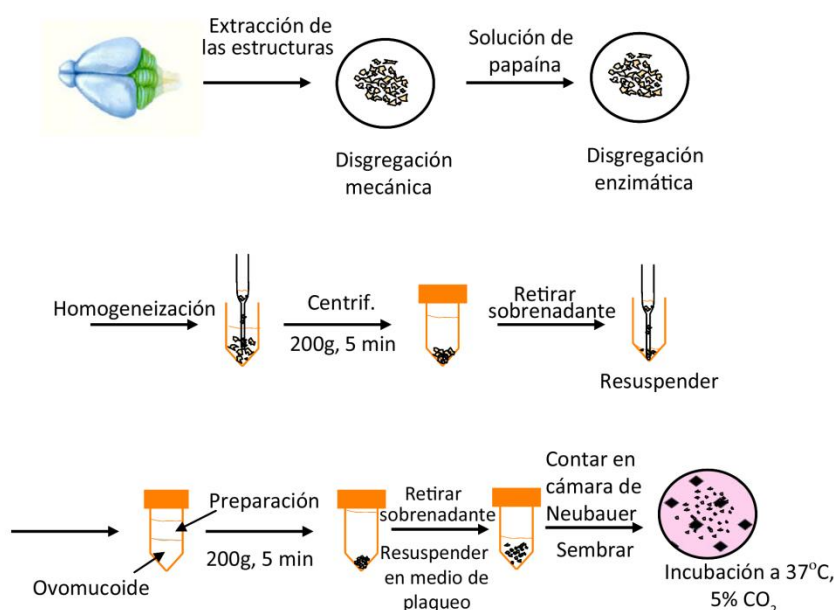 Extracción de
las estructuras
Solución de
papaína
Disgregación
mecánica
Disgregación
enzimática
Homogeneización
Centrif.
200g, 5 min
Retirar
sobrenadante
Resuspender
Ovomucoide
Preparación
200g, 5 min
Retirar
sobrenadante
Resuspender
en medio de
plaqueo
Contar en
cámara de
Neubauer
Sembrar
Incubación a 37°C,
5% CO₂